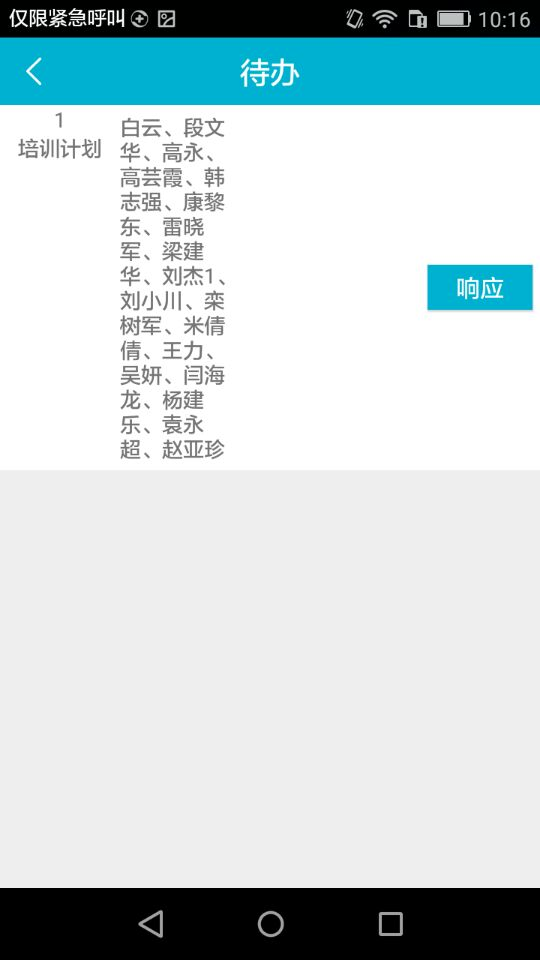 仅限紧急呼叫 10:16
待办
1
培训计划
白云、段文
华、高永、
高芸霞、韩
志强、康黎
东、雷晓
军、梁建
华、刘杰1、
刘小川、栾
树军、米倩
倩、王力、
吴妍、闫海
龙、杨建
乐、袁永
超、赵亚珍
响应